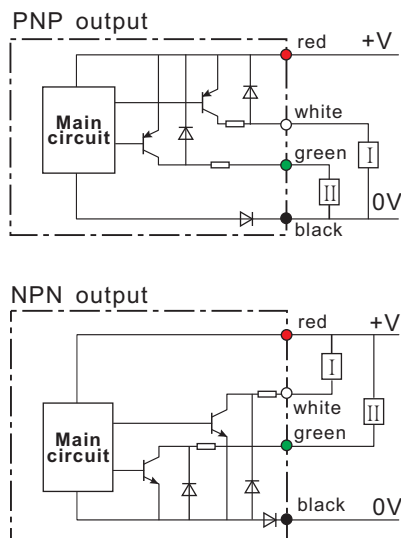 PNP output
red
+V
Main
circuit
white
I
green
II
0V
black
NPN output
red
+V
I
white
II
green
Main
circuit
black
0V